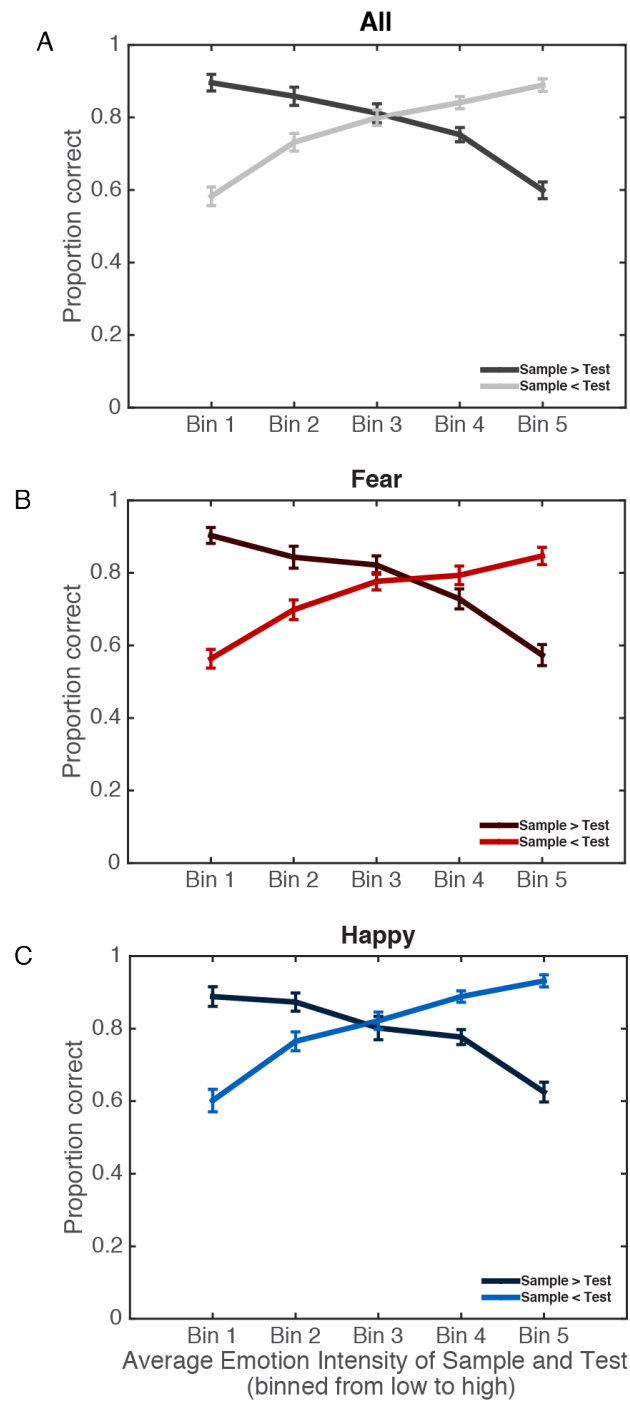 A
All
1
0.8
0.6
0.4
0.2
0
Proportion correct
Sample > Test
Sample < Test
Bin 1 Bin 2 Bin 3 Bin 4 Bin 5
B
Fear
1
0.8
0.6
0.4
0.2
0
Proportion correct
Sample > Test
Sample < Test
Bin 1 Bin 2 Bin 3 Bin 4 Bin 5
C
Happy
1
0.8
0.6
0.4
0.2
0
Proportion correct
Sample > Test
Sample < Test
Bin 1 Bin 2 Bin 3 Bin 4 Bin 5
Average Emotion Intensity of Sample and Test
(binned from low to high)